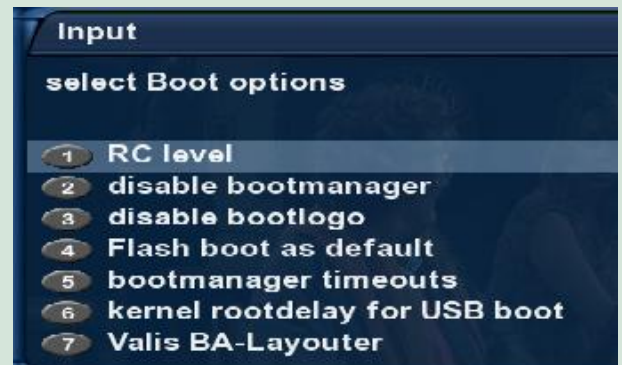 Input
select Boot options
1 RC level
2 disable bootmanager
3 disable bootlogo
4 Flash boot as default
5 bootmanager timeouts
6 kernel rootdelay for USB boot
7 Valis BA-Layouter